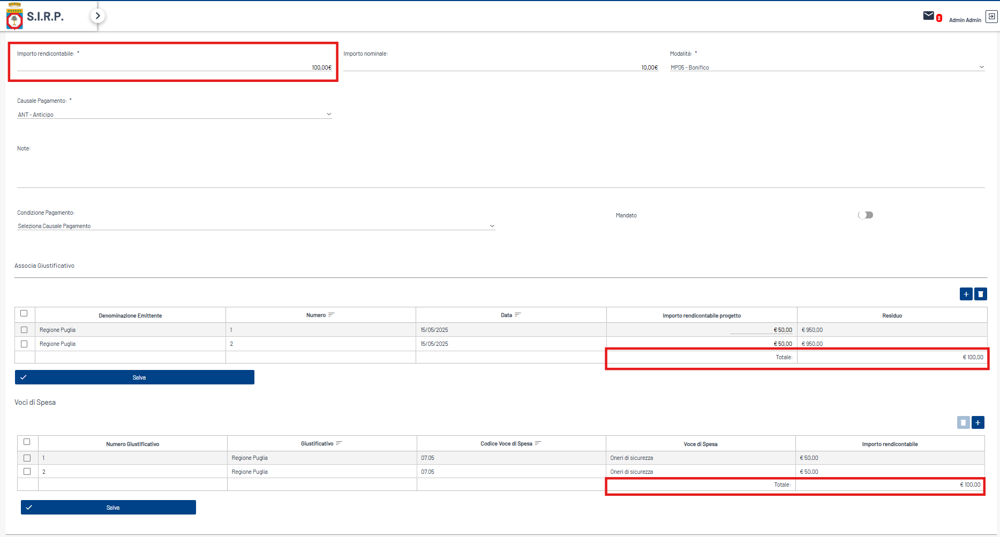 S.I.R.P.
2
Admin Admin
Importo rendicontabile: *
100,00€
Importo nominale:
10,00€
Modalità: *
MP05 - Bonifico
Causale Pagamento: *
ANT - Anticipo
Note:
Condizione Pagamento:
Seleziona Causale Pagamento
Mandato
Associa Giustificativo
Denominazione Emittente Numero Data Importo rendicontabile progetto Residuo
Regione Puglia 1 15/05/2025 € 50,00 € 950,00
Regione Puglia 2 15/05/2025 € 50,00 € 950,00
Totale: € 100,00
Salva
Voci di Spesa
Numero Giustificativo Giustificativo Codice Voce di Spesa Voce di Spesa Importo rendicontabile
1 Regione Puglia 07.05 Oneri di sicurezza € 50,00
2 Regione Puglia 07.05 Oneri di sicurezza € 50,00
Totale: € 100,00
Salva